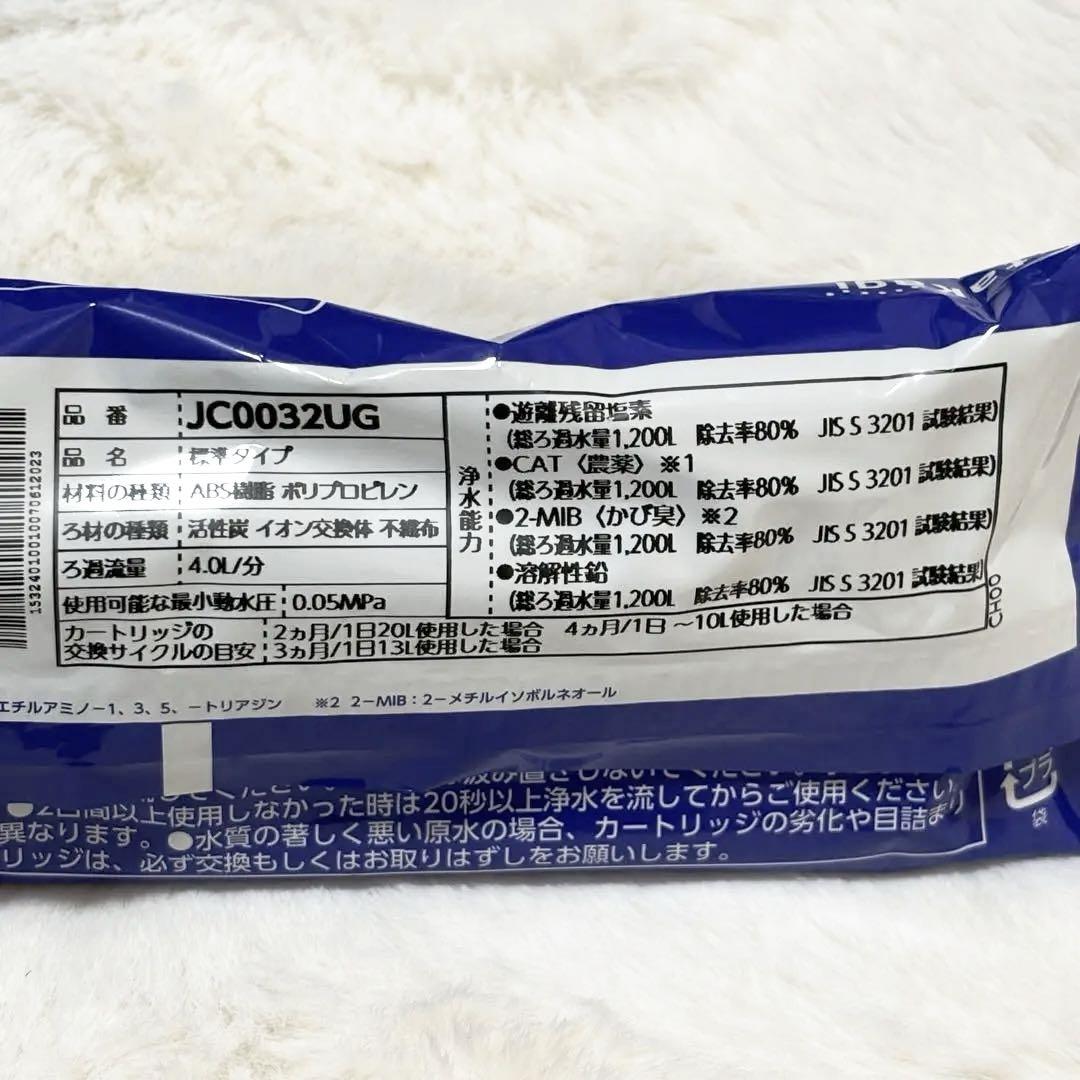 品番 JC0032UG
品名 標準タイプ
材料の種類 ABS樹脂 ポリプロピレン
ろ材の種類 活性炭 イオン交換体 不織布
ろ過流量 4.0L/分
使用可能な最小動水圧 0.05MPa
浄水能力
●遊離残留塩素
(総ろ過水量1,200L 除去率80% JIS S 3201 試験結果)
●CAT〈農薬〉※1
(総ろ過水量1,200L 除去率80% JIS S 3201 試験結果)
●2-MIB〈かび臭〉※2
(総ろ過水量1,200L 除去率80% JIS S 3201 試験結果)
●溶解性鉛
(総ろ過水量1,200L 除去率80% JIS S 3201 試験結果)
カートリッジの
交換サイクルの目安
2ヵ月/1日20L使用した場合 4ヵ月/1日 〜10L使用した場合
3ヵ月/1日13L使用した場合
CH00
エチルアミノ−1、3、5、−トリアジン ※2 2−MIB：2−メチルイソボルネオール
●2日間以上使用しなかった時は20秒以上浄水を流してからご使用ください
異なります。●水質の著しく悪い原水の場合、カートリッジの劣化や目詰まり
リッジは、必ず交換もしくはお取りはずしをお願いします。
プラ
袋